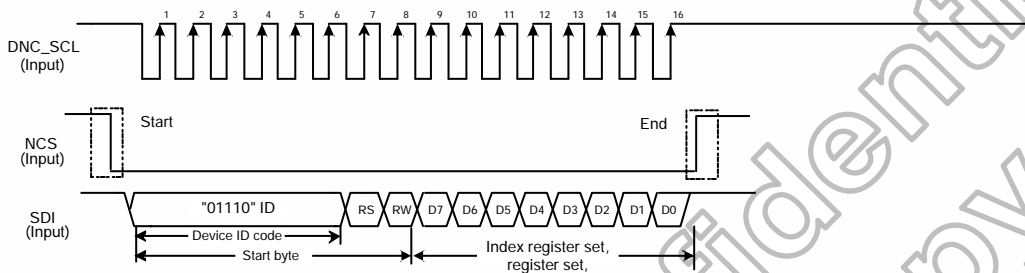 1 2 3 4 5 6 7 8 9 10 11 12 13 14 15 16
DNC_SCL
(Input)
Start
End
NCS
(Input)
SDI
(Input)
"01110" ID
RS RW D7 D6 D5 D4 D3 D2 D1 D0
Device ID code
Start byte
Index register set,
register set,